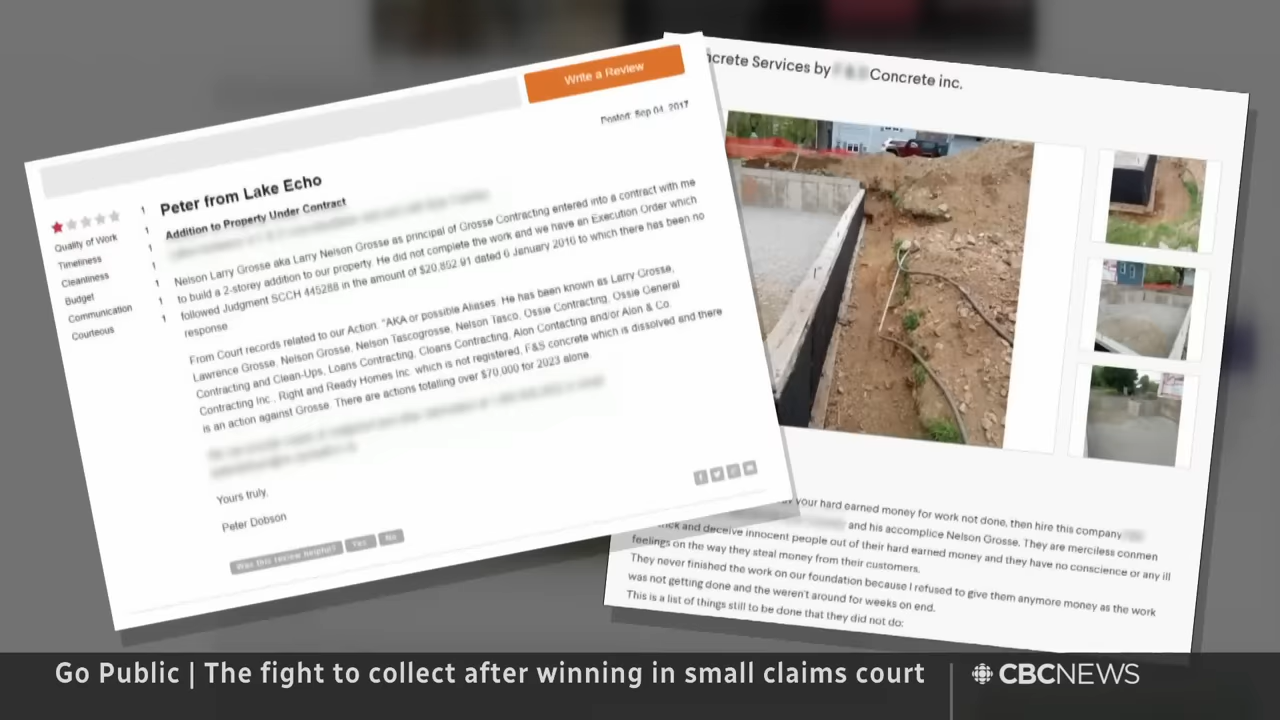 Write a Review
Posted: Sep 04, 2017
Peter from Lake Echo
Addition to Property Under Contract
Quality of Work 1
Timeliness 1
Cleanliness 1
Budget 1
Communication 1
Courteous 1
Nelson Larry Grosse aka Larry Nelson Grosse as principal of Grosse Contracting entered into a contract with me
to build a 2-storey addition to our property. He did not complete the work and we have an Execution Order which
followed Judgment SCCH 445288 in the amount of $20,852.91 dated 6 January 2016 to which there has been no
response
From Court records related to our Action: "AKA or possible Aliases. He has been known as Larry Grosse,
Lawrence Grosse, Nelson Grosse, Nelson Tascogrosse, Nelson Tasco, Ossie Contracting, Ossie General
Contracting and Clean-Ups, Loans Contracting, Cloans Contracting, Alon Contacting and/or Alon & Co.
Contracting Inc., Right and Ready Homes Inc. which is not registered, F&S concrete which is dissolved and there
is an action against Grosse. There are actions totalling over $70,000 for 2023 alone.
Yours truly,
Peter Dobson
Was this review helpful? Yes No
Services by Concrete inc.
your hard earned money for work not done, then hire this company
and his accomplice Nelson Grosse. They are merciless conmen
and deceive innocent people out of their hard earned money and they have no conscience or any ill
feelings on the way they steal money from their customers.
They never finished the work on our foundation because I refused to give them anymore money as the work
was not getting done and the weren't around for weeks on end.
This is a list of things still to be done that they did not do:
Go Public | The fight to collect after winning in small claims court
CBCNEWS